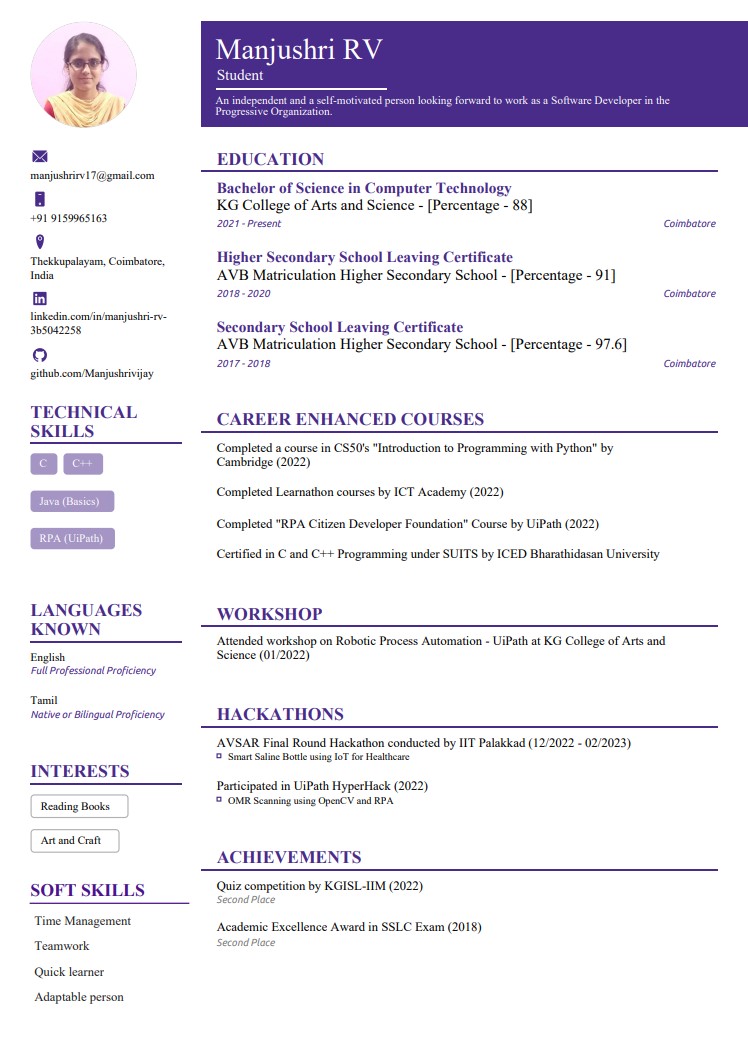 Manjushri RV
Student
An independent and a self-motivated person looking forward to work as a Software Developer in the
Progressive Organization.
manjushrirv17@gmail.com
+91 9159965163
Thekkupalayam, Coimbatore,
India
linkedin.com/in/manjushri-rv-
3b5042258
github.com/Manjushrivijay
TECHNICAL
SKILLS
C
C++
Java (Basics)
RPA (UiPath)
LANGUAGES
KNOWN
English
Full Professional Proficiency
Tamil
Native or Bilingual Proficiency
INTERESTS
Reading Books
Art and Craft
SOFT SKILLS
Time Management
Teamwork
Quick learner
Adaptable person
EDUCATION
Bachelor of Science in Computer Technology
KG College of Arts and Science - [Percentage - 88]
2021 - Present Coimbatore
Higher Secondary School Leaving Certificate
AVB Matriculation Higher Secondary School - [Percentage - 91]
2018 - 2020 Coimbatore
Secondary School Leaving Certificate
AVB Matriculation Higher Secondary School - [Percentage - 97.6]
2017 - 2018 Coimbatore
CAREER ENHANCED COURSES
Completed a course in CS50's "Introduction to Programming with Python" by
Cambridge (2022)
Completed Learnathon courses by ICT Academy (2022)
Completed "RPA Citizen Developer Foundation" Course by UiPath (2022)
Certified in C and C++ Programming under SUITS by ICED Bharathidasan University
WORKSHOP
Attended workshop on Robotic Process Automation - UiPath at KG College of Arts and
Science (01/2022)
HACKATHONS
AVSAR Final Round Hackathon conducted by IIT Palakkad (12/2022 - 02/2023)
Smart Saline Bottle using IoT for Healthcare
Participated in UiPath HyperHack (2022)
OMR Scanning using OpenCV and RPA
ACHIEVEMENTS
Quiz competition by KGISL-IIM (2022)
Second Place
Academic Excellence Award in SSLC Exam (2018)
Second Place